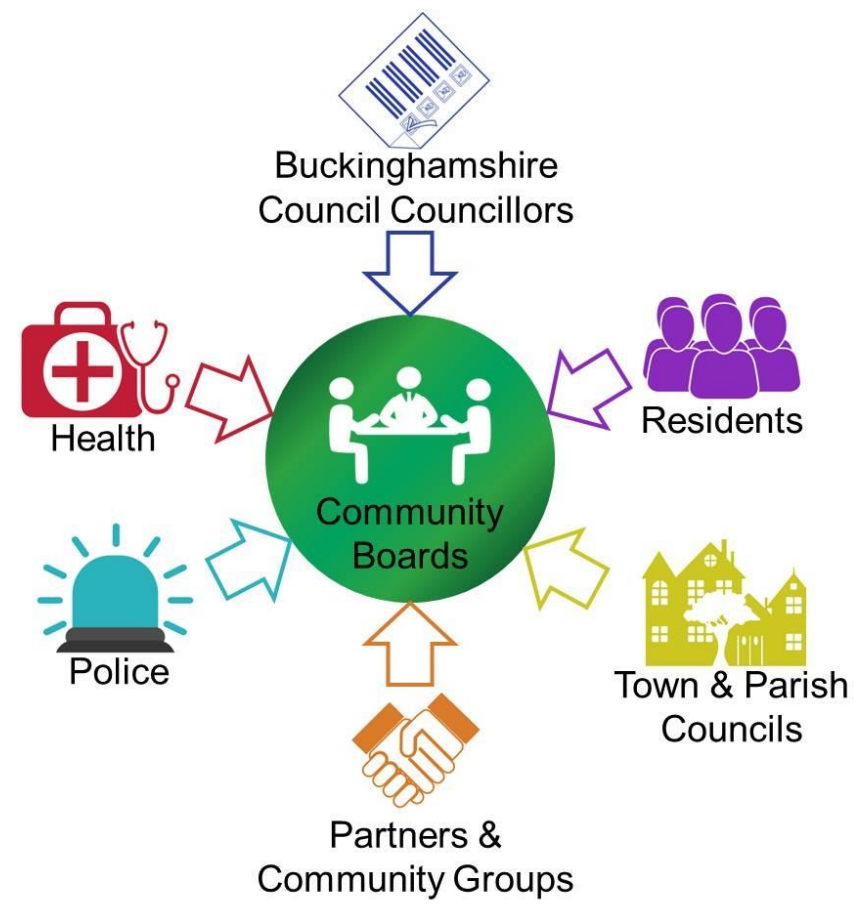 Buckinghamshire
Council Councillors
Health
Residents
Community
Boards
Police
Town & Parish
Councils
Partners &
Community Groups